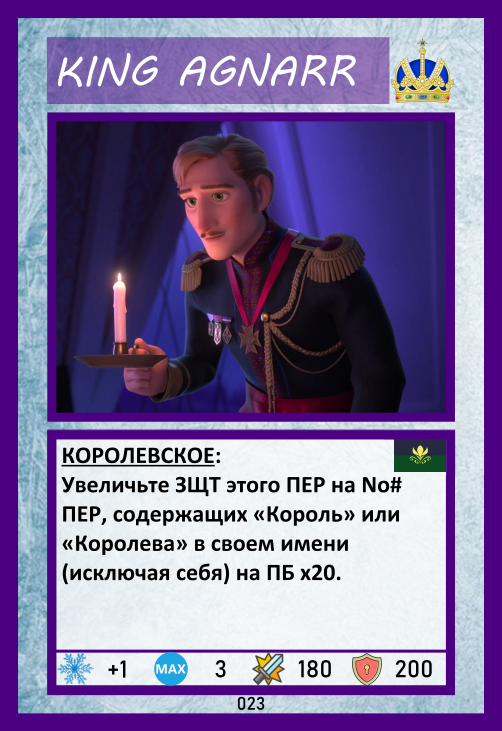 KING AGNARR
КОРОЛЕВСКОЕ:
Увеличьте ЗЩТ этого ПЕР на No#
ПЕР, содержащих «Король» или
«Королева» в своем имени
(исключая себя) на ПБ x20.
+1 MAX 3 180 200
023